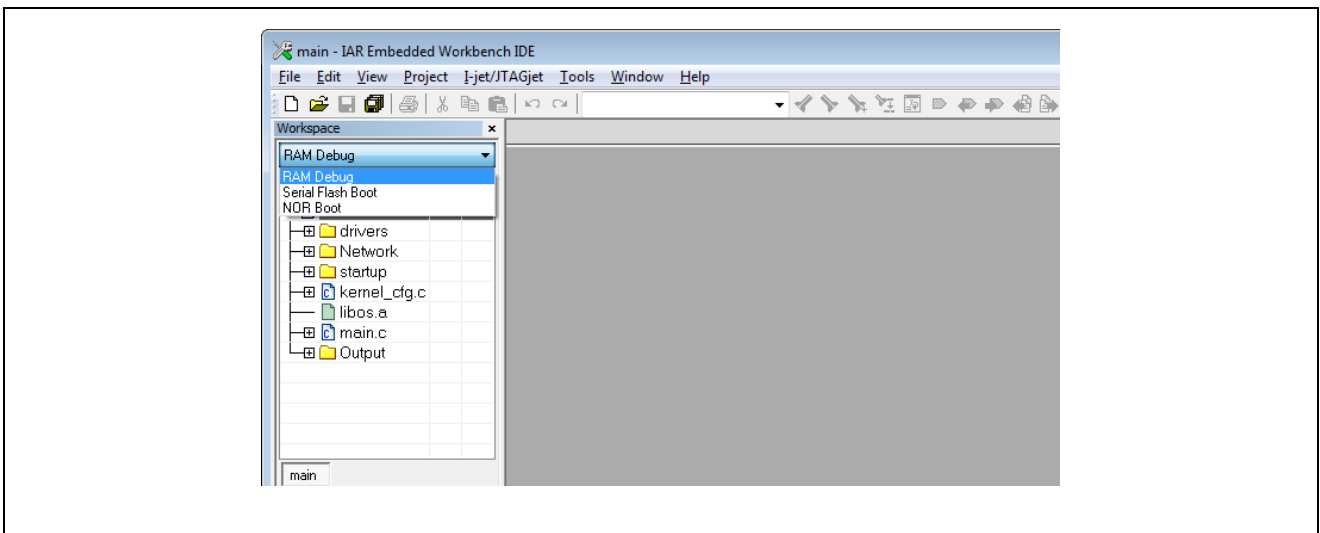 main - IAR Embedded Workbench IDE
File Edit View Project I-jet/JTAGjet Tools Window Help
Workspace
RAM Debug
RAM Debug
Serial Flash Boot
NOR Boot
drivers
Network
startup
kernel_cfg.c
libos.a
main.c
Output
main